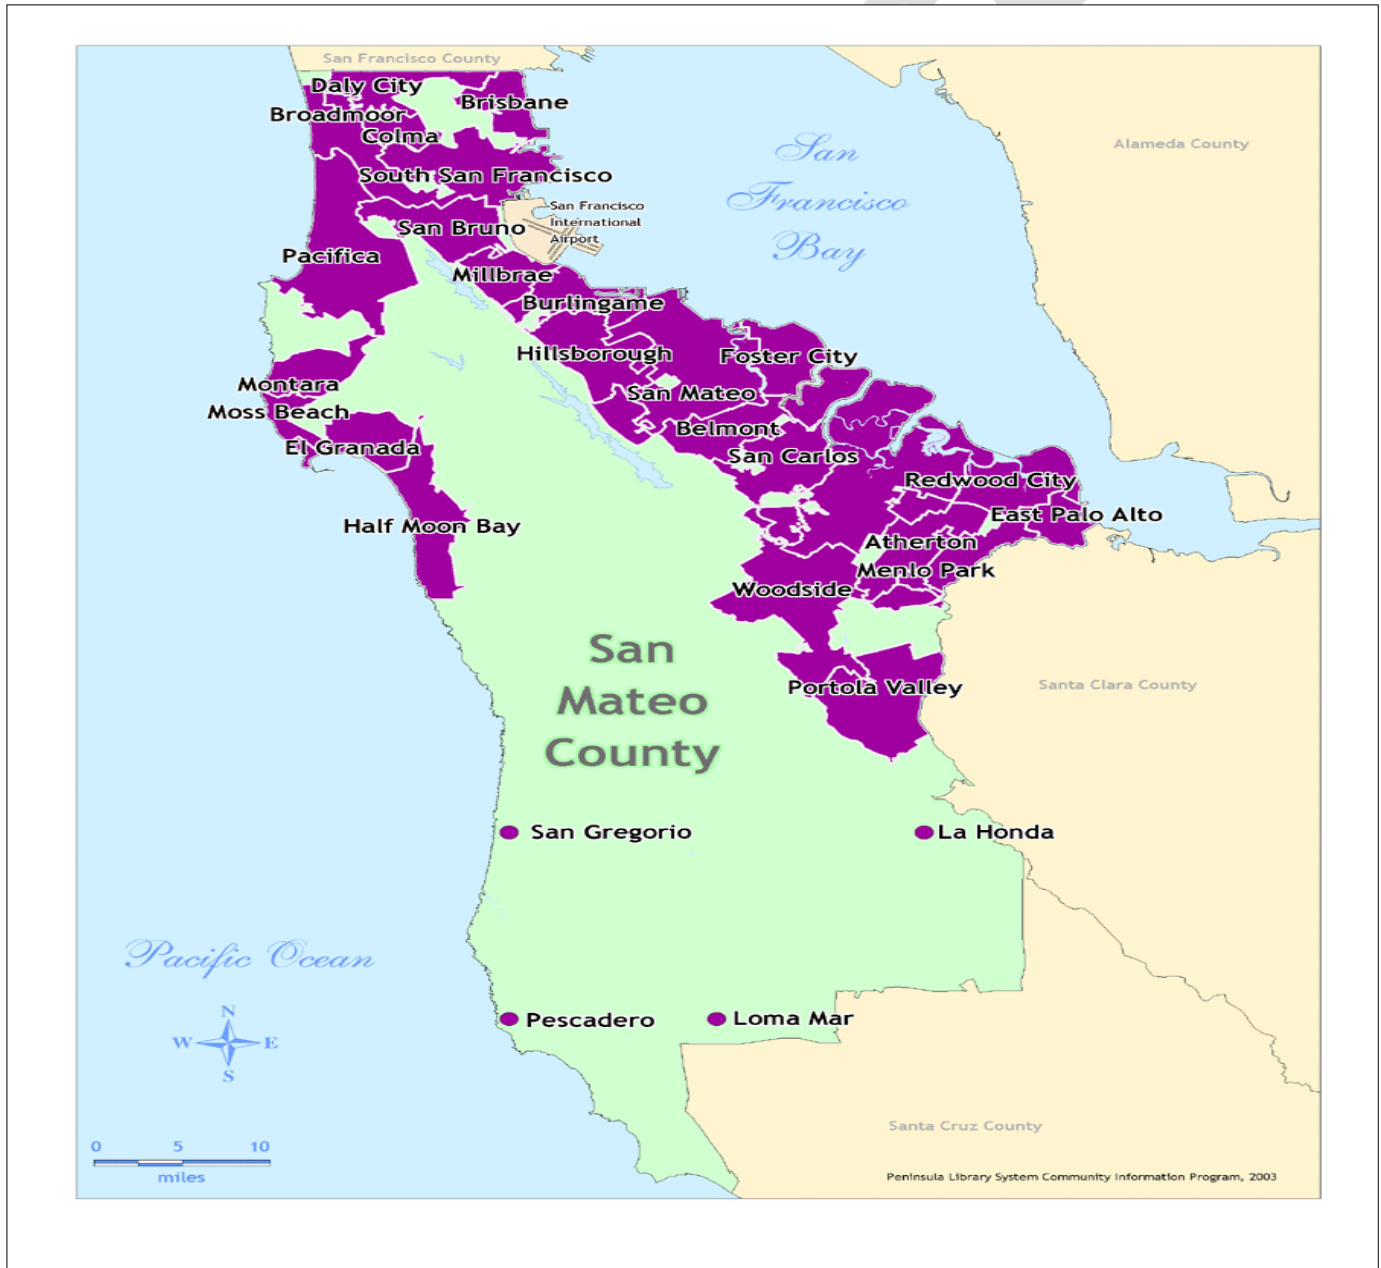 San Francisco County
Daly City
Brisbane
Broadmoor
Colma
San
Francisco
Bay
Alameda County
South San Francisco
San Francisco
International
Airport
San Bruno
Pacifica
Millbrae
Burlingame
Hillsborough
Foster City
Montara
San Mateo
Moss Beach
Belmont
El Granada
San Carlos
Redwood City
East Palo Alto
Half Moon Bay
Atherton
Menlo Park
Woodside
San
Mateo
County
Portola Valley
Santa Clara County
San Gregorio
La Honda
Pacific Ocean
N
W E
S
Pescadero
Loma Mar
Santa Cruz County
0 5 10
miles
Peninsula Library System Community Information Program, 2003